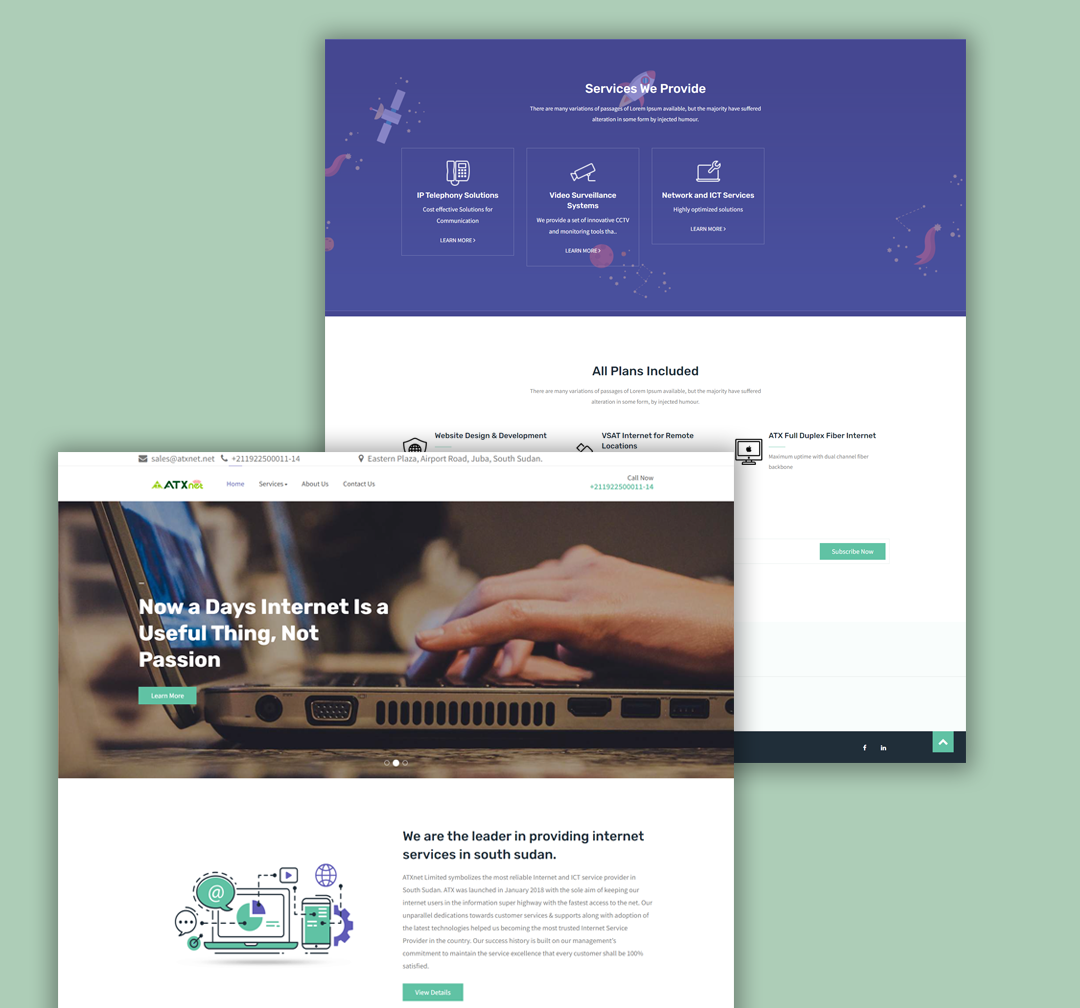 Services We Provide
There are many variations of passages of Lorem Ipsum available, but the majority have suffered
alteration in some form by injected humour.
IP Telephony Solutions
Cost effective Solutions for
Communication
LEARN MORE
Video Surveillance
Systems
We provide a set of innovative CCTV
and monitoring tools tha..
LEARN MORE
Network and ICT Services
Highly optimized solutions
LEARN MORE
All Plans Included
There are many variations of passages of Lorem Ipsum available, but the majority have suffered
alteration in some form, by injected humour.
Website Design & Development
VSAT Internet for Remote
Locations
ATX Full Duplex Fiber Internet
Maximum uptime with dual channel fiber
backbone
Subscribe Now
f in
sales@atxnet.net +211922500011-14 Eastern Plaza, Airport Road, Juba, South Sudan.
ATXnet Home Services About Us Contact Us
Call Now
+211922500011-14
Now a Days Internet Is a
Useful Thing, Not
Passion
Learn More
@
We are the leader in providing internet
services in south sudan.
ATXnet Limited symbolizes the most reliable Internet and ICT service provider in
South Sudan. ATX was launched in January 2018 with the sole aim of keeping our
internet users in the information super highway with the fastest access to the net. Our
unparallel dedications towards customer services & supports along with adoption of
the latest technologies helped us becoming the most trusted Internet Service
Provider in the country. Our success history is built on our management's
commitment to maintain the service excellence that every customer shall be 100%
satisfied.
View Details